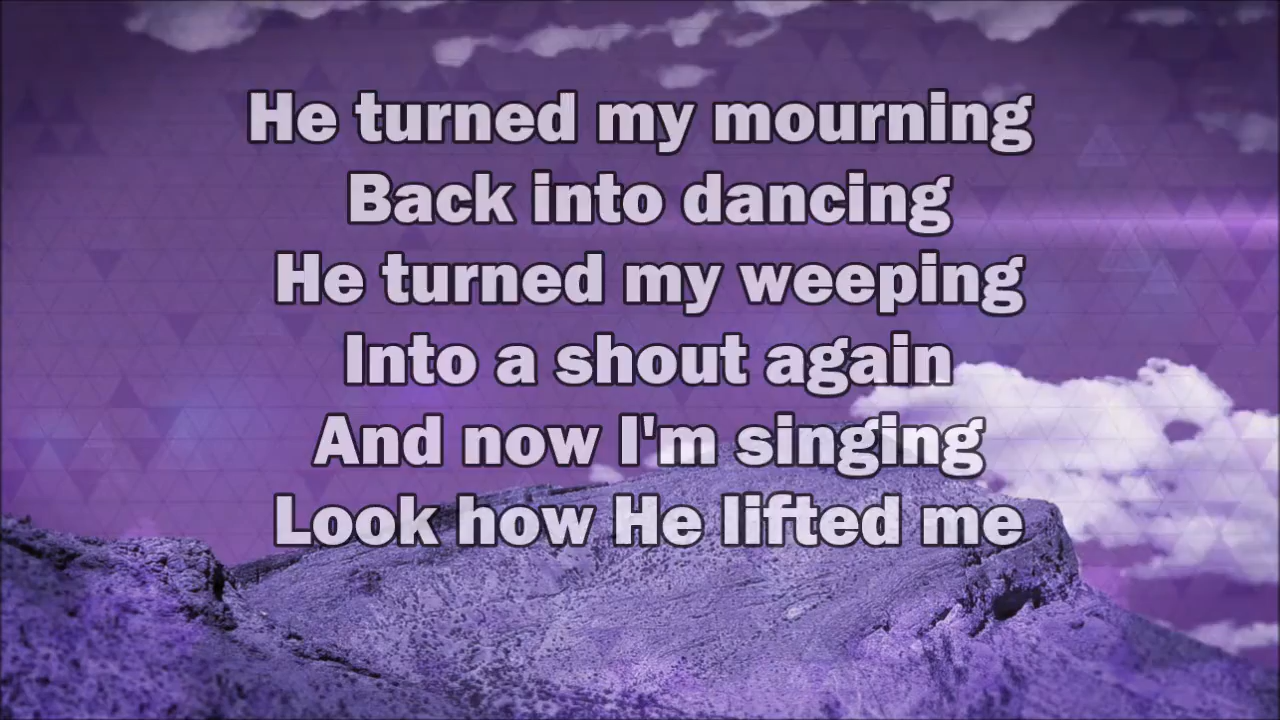 He turned my mourning
Back into dancing
He turned my weeping
Into a shout again
And now I'm singing
Look how He lifted me